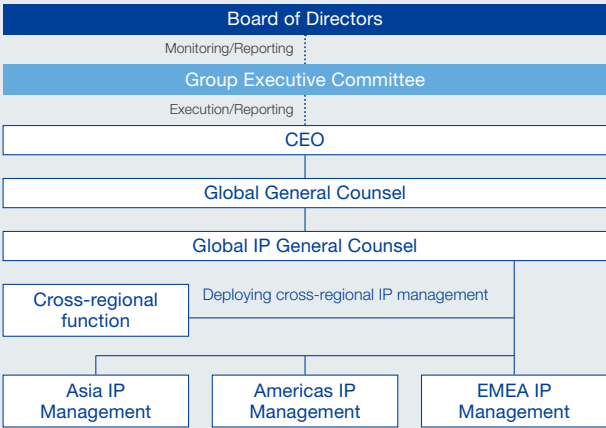 Board of Directors
Monitoring/Reporting
Group Executive Committee
Execution/Reporting
CEO
Global General Counsel
Global IP General Counsel
Cross-regional
function
Deploying cross-regional IP management
Asia IP
Management
Americas IP
Management
EMEA IP
Management